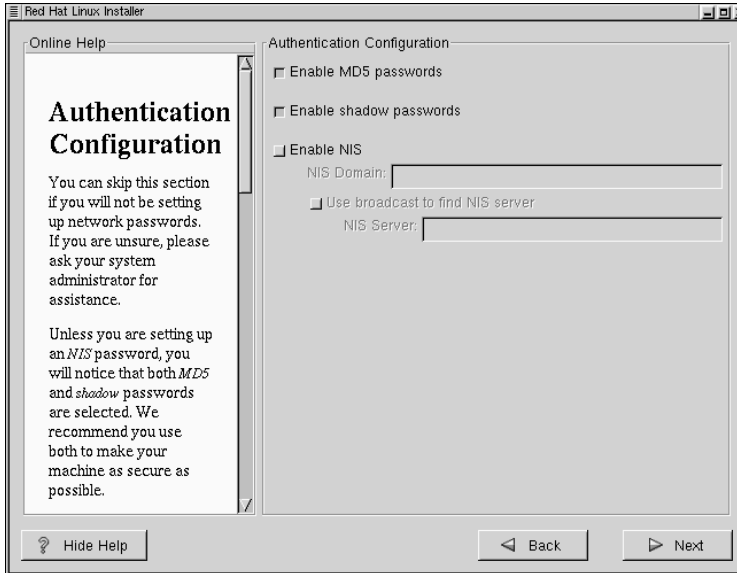 Red Hat Linux Installer
Online Help
Authentication
Configuration
You can skip this section
if you will not be setting
up network passwords.
If you are unsure, please
ask your system
administrator for
assistance.
Unless you are setting up
an NIS password, you
will notice that both MD5
and shadow passwords
are selected. We
recommend you use
both to make your
machine as secure as
possible.
Authentication Configuration
Enable MD5 passwords
Enable shadow passwords
Enable NIS
NIS Domain:
Use broadcast to find NIS server
NIS Server:
Hide Help
Back
Next